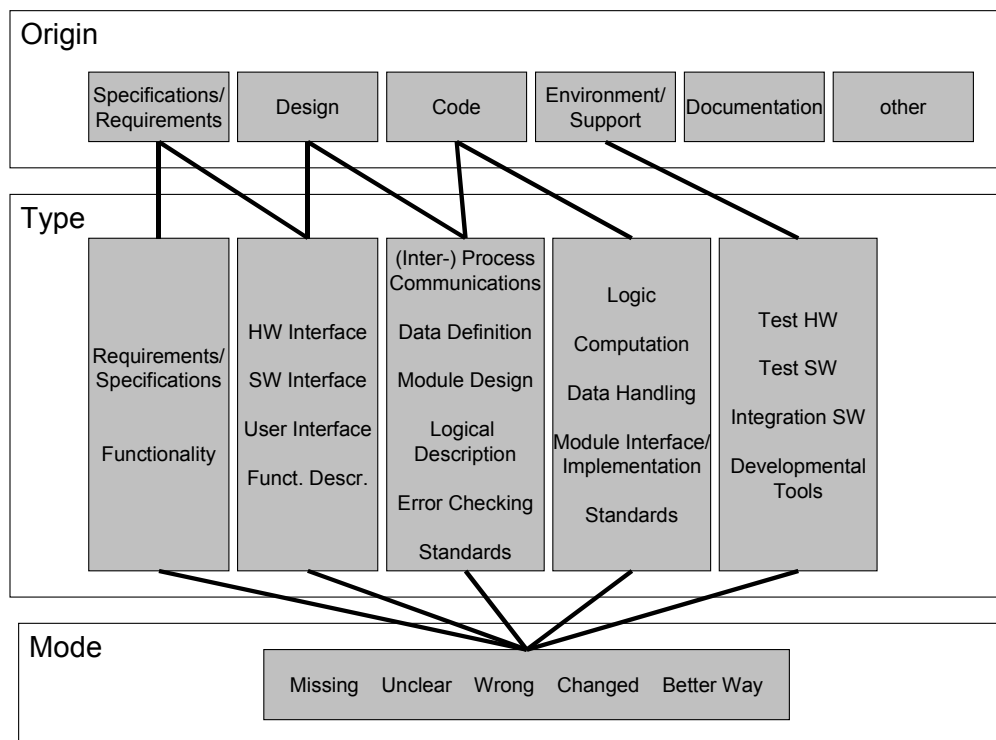 Origin
Specifications/
Requirements
Design
Code
Environment/
Support
Documentation
other
Type
Requirements/
Specifications
Functionality
HW Interface
SW Interface
User Interface
Funct. Descr.
(Inter-) Process
Communications
Data Definition
Module Design
Logical
Description
Error Checking
Standards
Logic
Computation
Data Handling
Module Interface/
Implementation
Standards
Test HW
Test SW
Integration SW
Developmental
Tools
Mode
Missing Unclear Wrong Changed Better Way